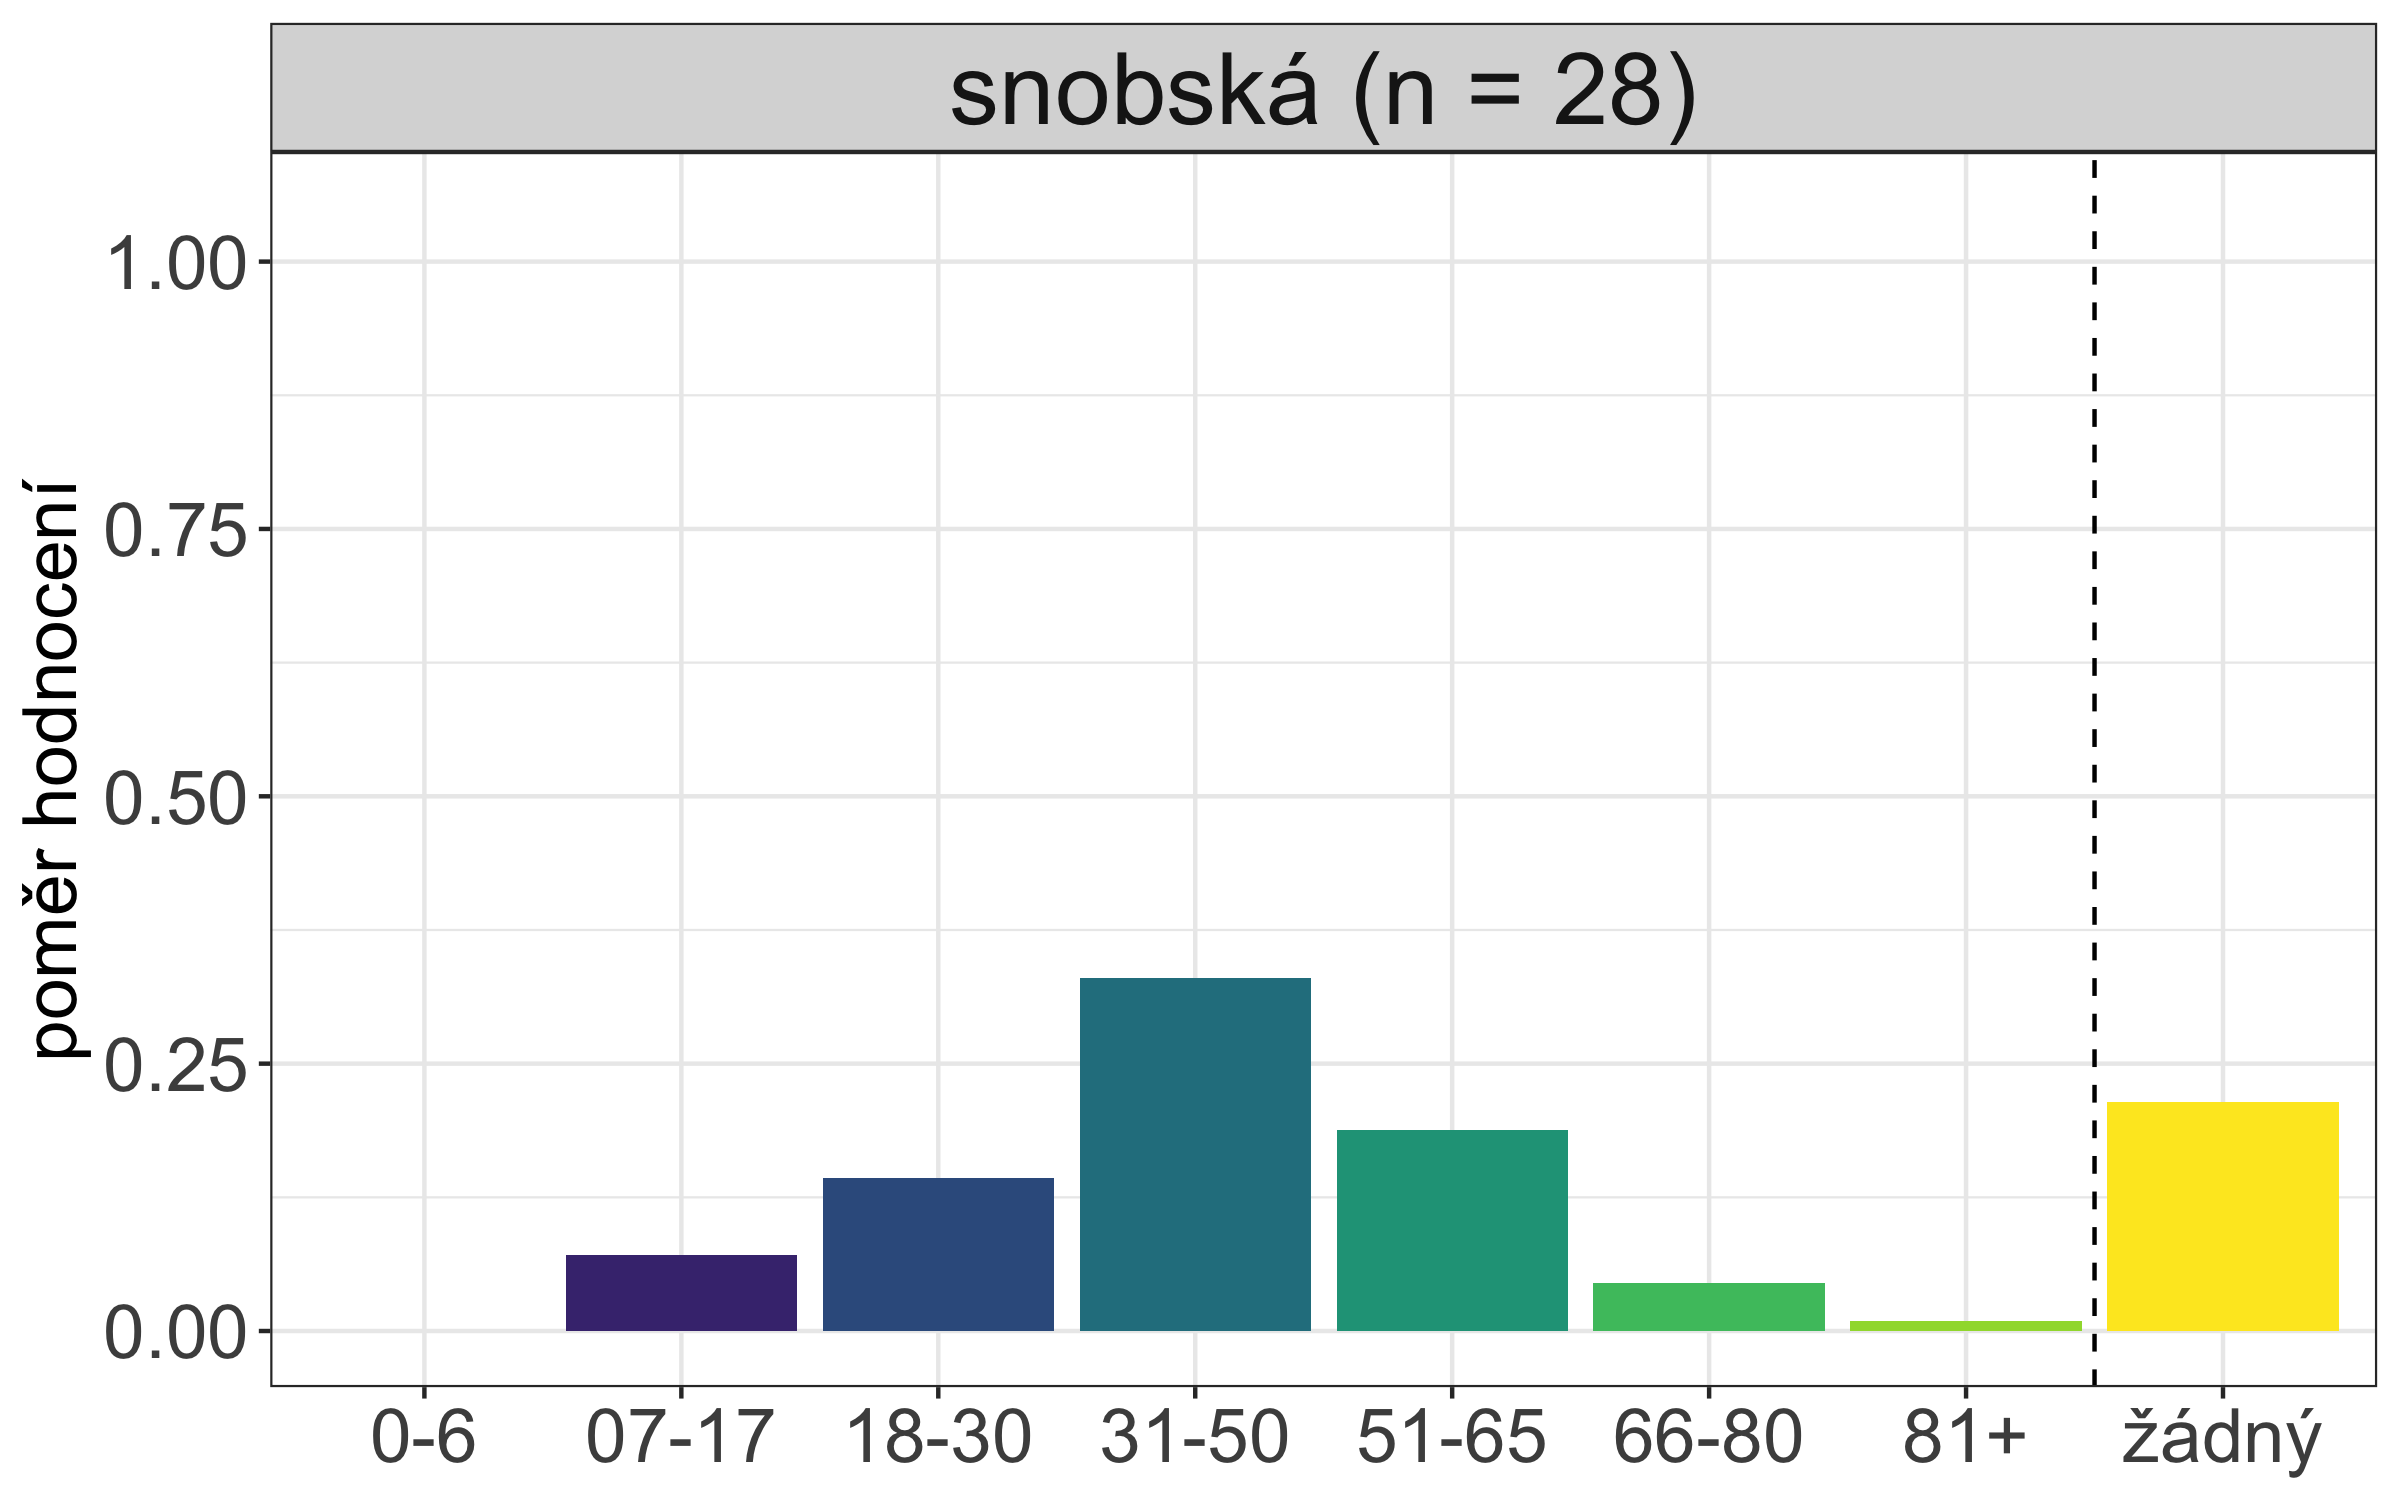 snobská (n = 28)
poměr hodnocení
1.00
0.75
0.50
0.25
0.00
0-6 07-17 18-30 31-50 51-65 66-80 81+ žádný